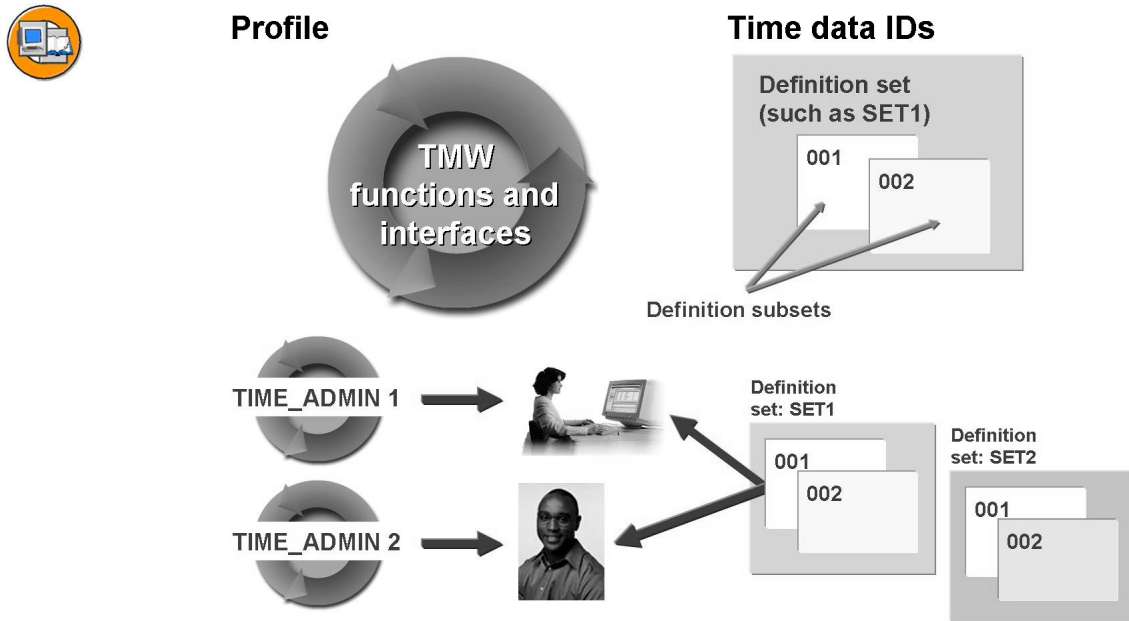 Profile
Time data IDs
Definition set
(such as SET1)
001
002
TMW
functions and
interfaces
Definition subsets
TIME_ADMIN 1
Definition
set: SET1
001
002
Definition
set: SET2
001
002
TIME_ADMIN 2